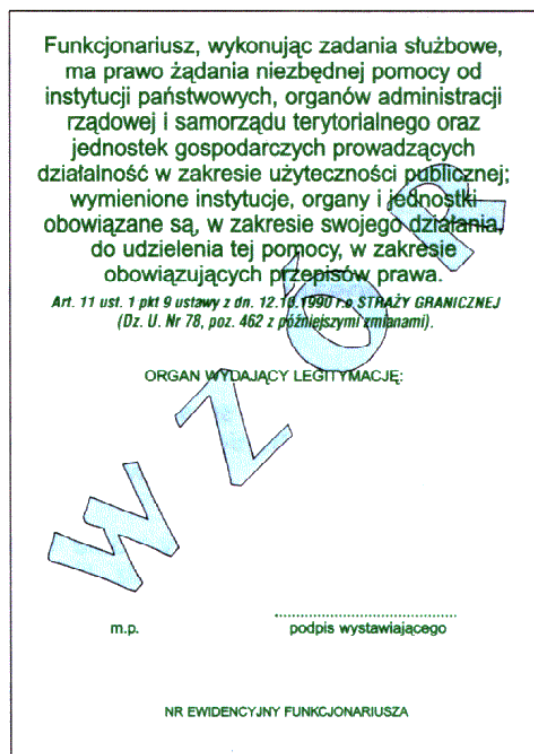 Funkcjonariusz, wykonując zadania służbowe,
ma prawo żądania niezbędnej pomocy od
instytucji państwowych, organów administracji
rządowej i samorządu terytorialnego oraz
jednostek gospodarczych prowadzących
działalność w zakresie użyteczności publicznej;
wymienione instytucje, organy i jednostki
obowiązane są, w zakresie swojego działania,
do udzielenia tej pomocy, w zakresie
obowiązujących przepisów prawa.
Art. 11 ust. 1 pkt 9 ustawy z dn. 12.10.1990 r.o STRAŻY GRANICZNEJ
(Dz. U. Nr 78, poz. 462 z późniejszymi zmianami).
ORGAN WYDAJĄCY LEGITYMACJĘ:
WZÓR
m.p. podpis wystawiającego
NR EWIDENCYJNY FUNKCJONARIUSZA